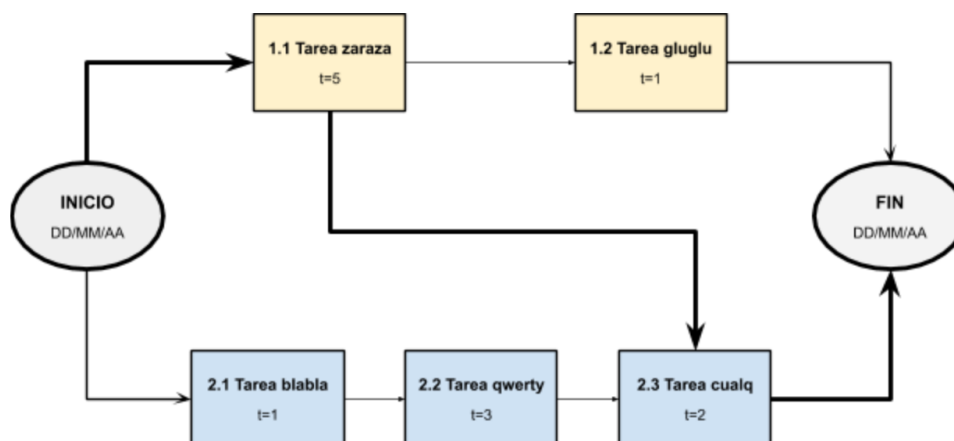 1.1 Tarea zaraza
t=5
1.2 Tarea gluglu
t=1
INICIO
DD/MM/AA
FIN
DD/MM/AA
2.1 Tarea blabla
t=1
2.2 Tarea qwerty
t=3
2.3 Tarea cualq
t=2